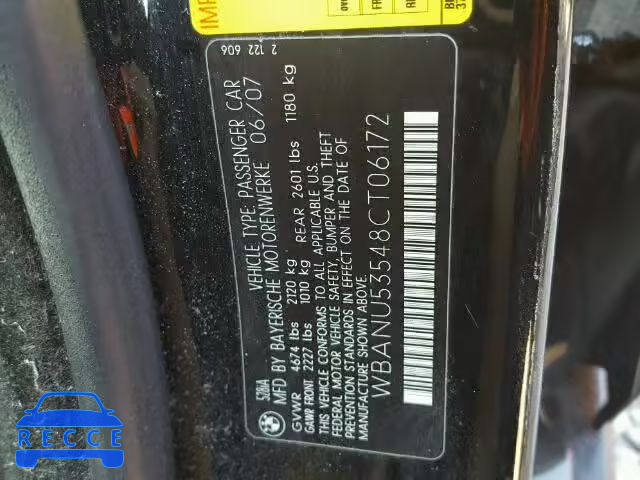 VEHICLE TYPE PASSENGER CAR
MFD BY BAYERISCHE MOTORENWERKE 06/07
GVWR 4674 lbs 2120 kg
GAWR FRONT 2227 lbs 1010 kg REAR 2601 lbs 1180 kg
THIS VEHICLE CONFORMS TO ALL APPLICABLE U.S.
FEDERAL MOTOR VEHICLE SAFETY, BUMPER AND THEFT
PREVENTION STANDARDS IN EFFECT ON THE DATE OF
MANUFACTURE SHOWN ABOVE.
WBANU53548CT06172
2 122 606
RECCE